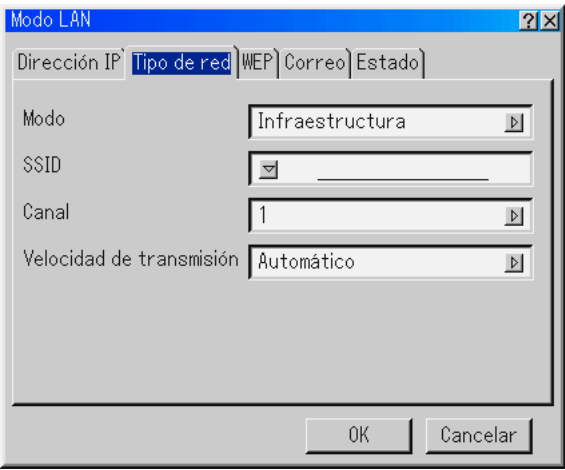 Modo LAN
Dirección IP Tipo de red WEP Correo Estado
Modo Infraestructura
SSID
Canal 1
Velocidad de transmisión Automático
OK Cancelar